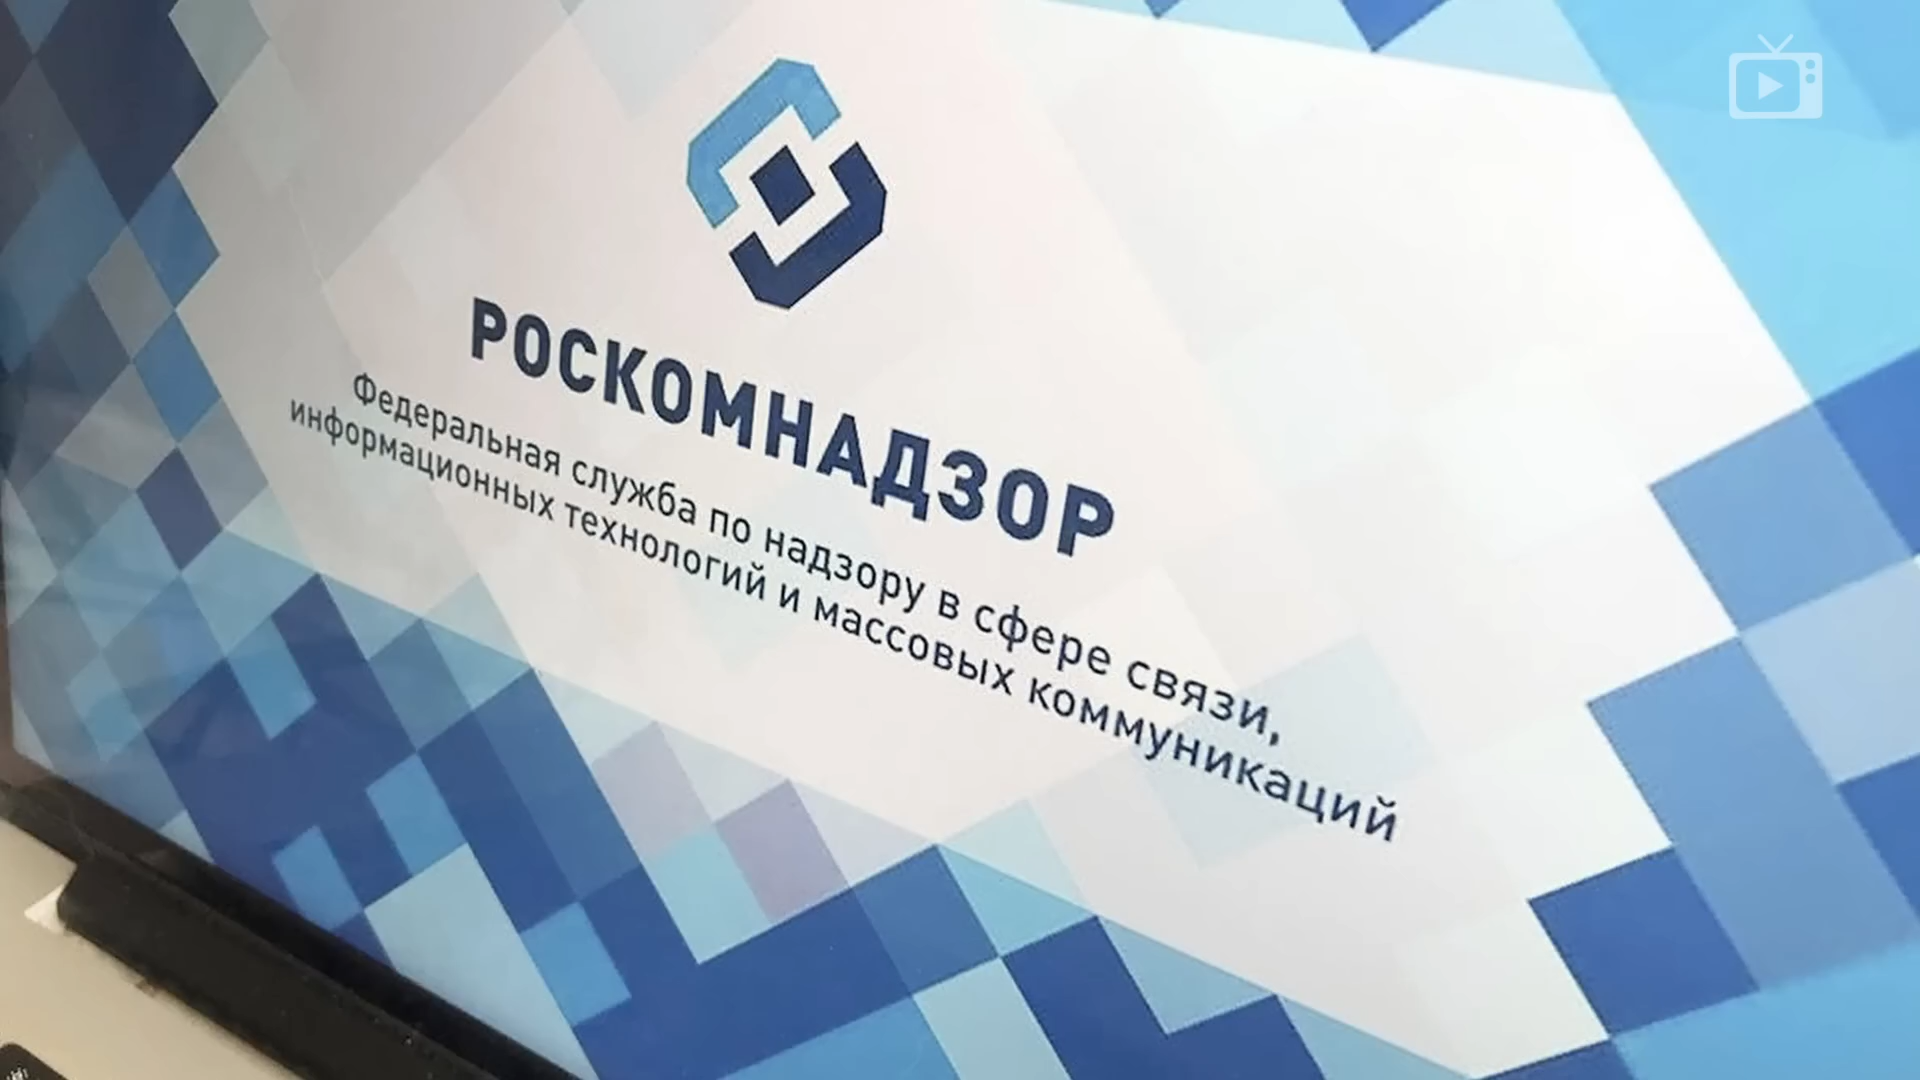 РОСКОМНАДЗОР
Федеральная служба по надзору в сфере связи,
информационных технологий и массовых коммуникаций